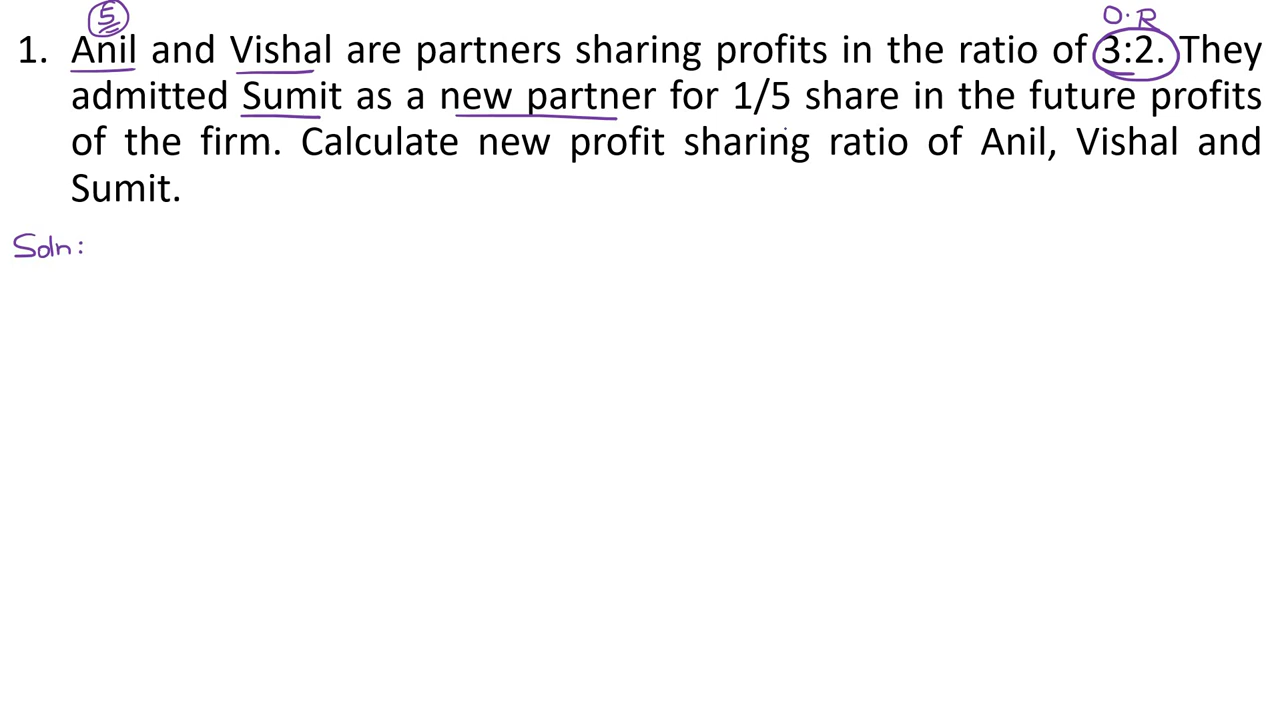 5
O.R
1. Anil and Vishal are partners sharing profits in the ratio of 3:2. They
admitted Sumit as a new partner for 1/5 share in the future profits
of the firm. Calculate new profit sharing ratio of Anil, Vishal and
Sumit.
Soln: